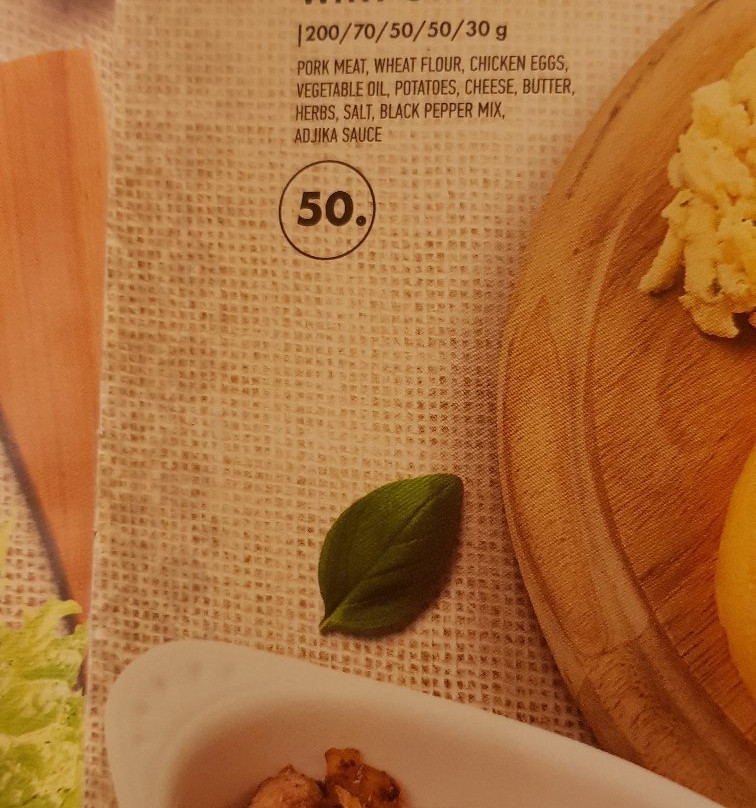 |200/70/50/50/30 g
PORK MEAT, WHEAT FLOUR, CHICKEN EGGS,
VEGETABLE OIL, POTATOES, CHEESE, BUTTER,
HERBS, SALT, BLACK PEPPER MIX,
ADJIKA SAUCE
50.